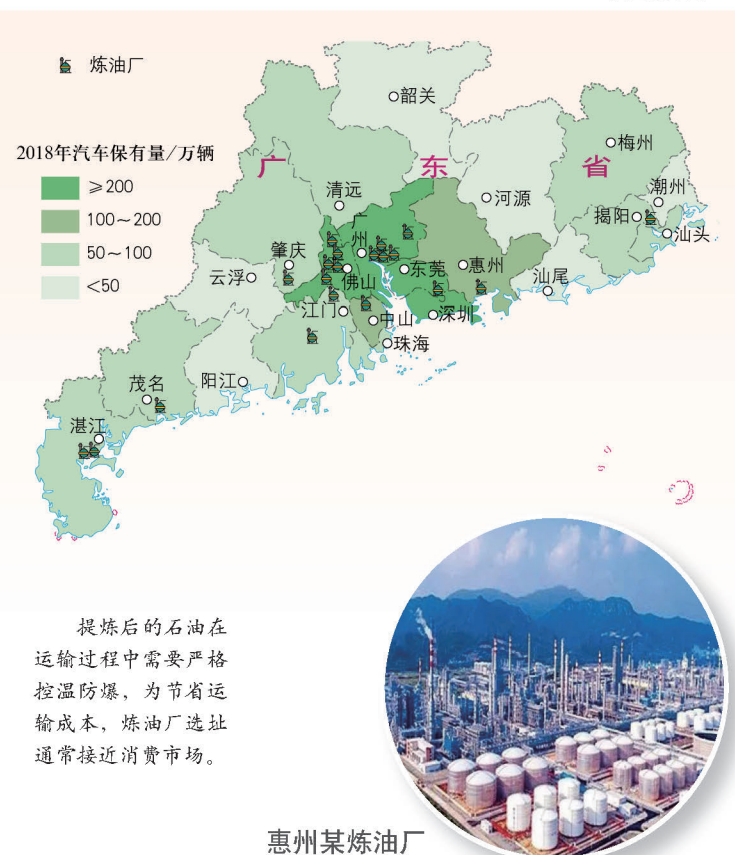 炼油厂
2018年汽车保有量/万辆
≥200
100～200
50～100
<50
广东省
韶关
梅州
河源
潮州
清远
揭阳
汕头
广州
肇庆
云浮
佛山
东莞
惠州
汕尾
江门
中山
深圳
珠海
阳江
茂名
湛江
提炼后的石油在
运输过程中需要严格
控温防爆，为节省运
输成本，炼油厂选址
通常接近消费市场。
惠州某炼油厂